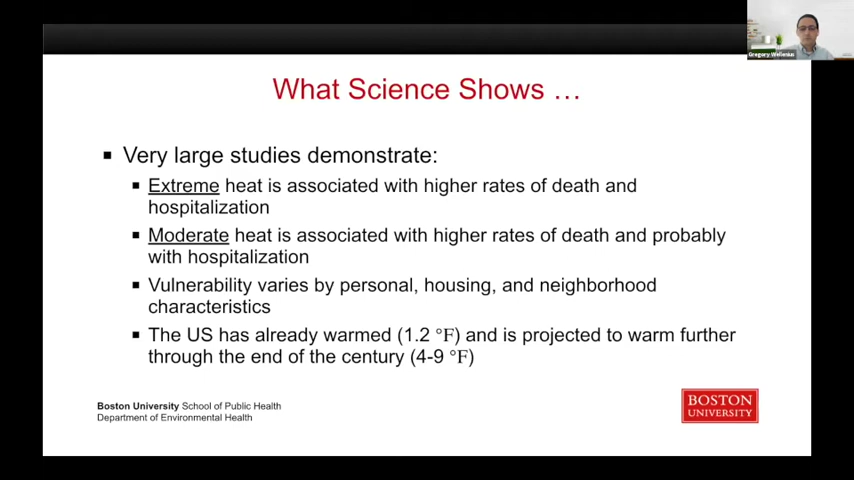 Gregory Wellenius
What Science Shows …
▪ Very large studies demonstrate:
▪ Extreme heat is associated with higher rates of death and
hospitalization
▪ Moderate heat is associated with higher rates of death and probably
with hospitalization
▪ Vulnerability varies by personal, housing, and neighborhood
characteristics
▪ The US has already warmed (1.2 °F) and is projected to warm further
through the end of the century (4-9 °F)
Boston University School of Public Health
Department of Environmental Health
BOSTON
UNIVERSITY